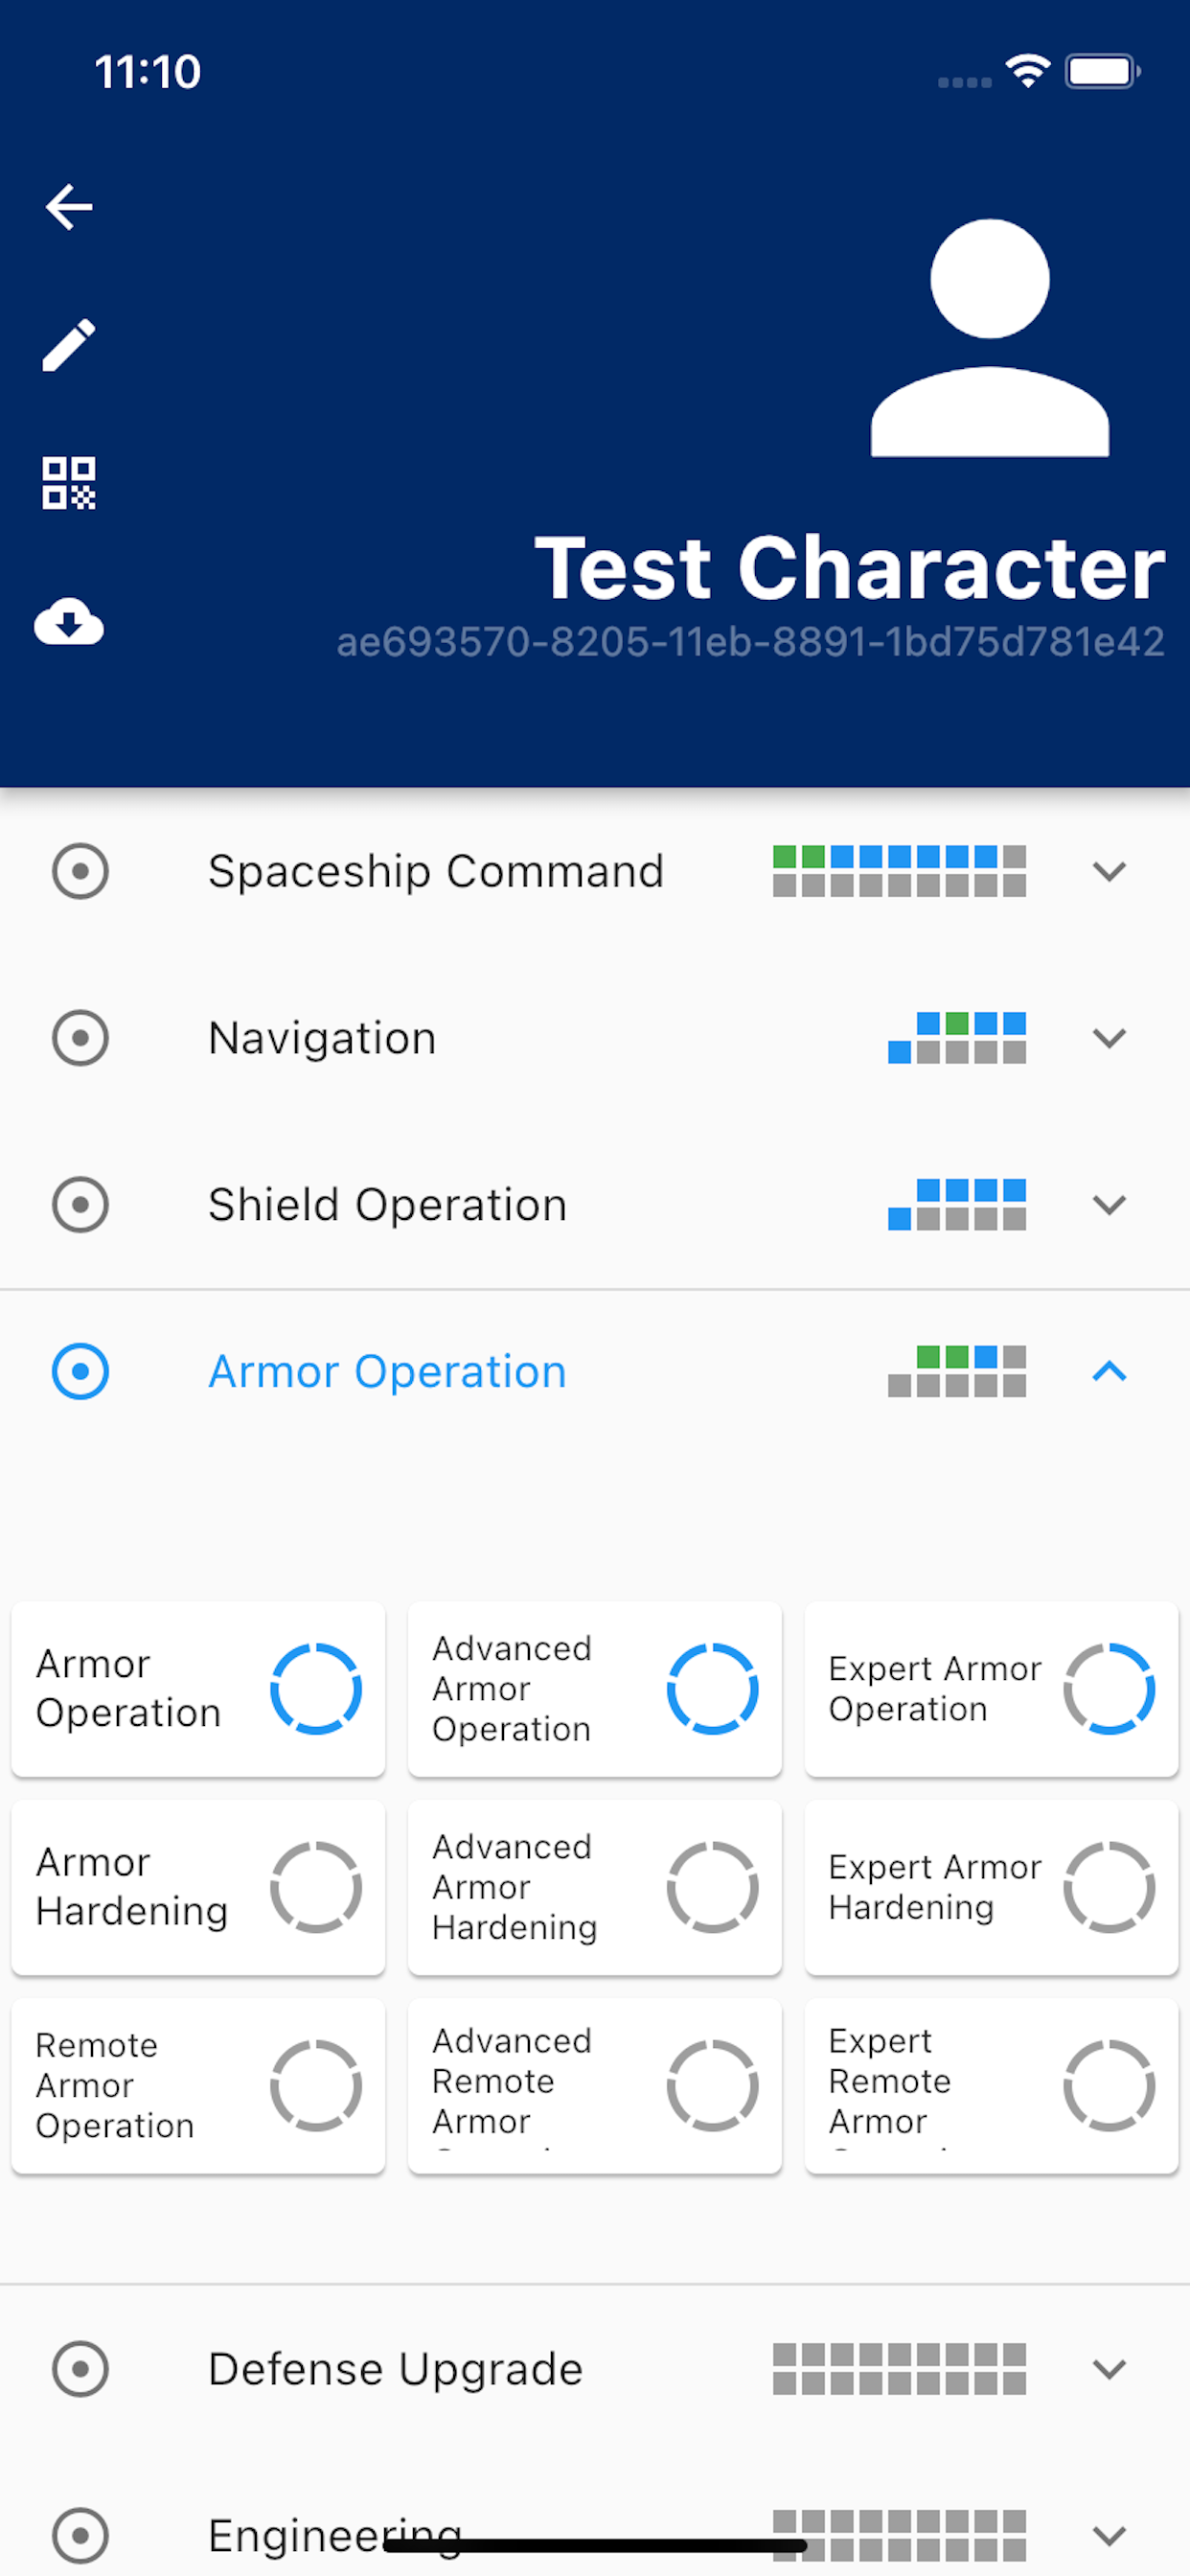 11:10
Test Character
ae693570-8205-11eb-8891-1bd75d781e42
Spaceship Command
Navigation
Shield Operation
Armor Operation
Armor
Operation
Advanced
Armor
Operation
Expert Armor
Operation
Armor
Hardening
Advanced
Armor
Hardening
Expert Armor
Hardening
Remote
Armor
Operation
Advanced
Remote
Armor
Expert
Remote
Armor
Defense Upgrade
Engineering